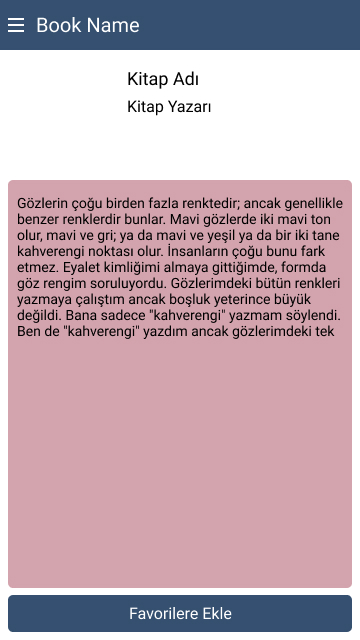 Book Name
Kitap Adı
Kitap Yazarı
Gözlerin çoğu birden fazla renktedir; ancak genellikle
benzer renklerdir bunlar. Mavi gözlerde iki mavi ton
olur, mavi ve gri; ya da mavi ve yeşil ya da bir iki tane
kahverengi noktası olur. İnsanların çoğu bunu fark
etmez. Eyalet kimliğimi almaya gittiğimde, formda
göz rengim soruluyordu. Gözlerimdeki bütün renkleri
yazmaya çalıştım ancak boşluk yeterince büyük
değildi. Bana sadece "kahverengi" yazmam söylendi.
Ben de "kahverengi" yazdım ancak gözlerimdeki tek
Favorilere Ekle